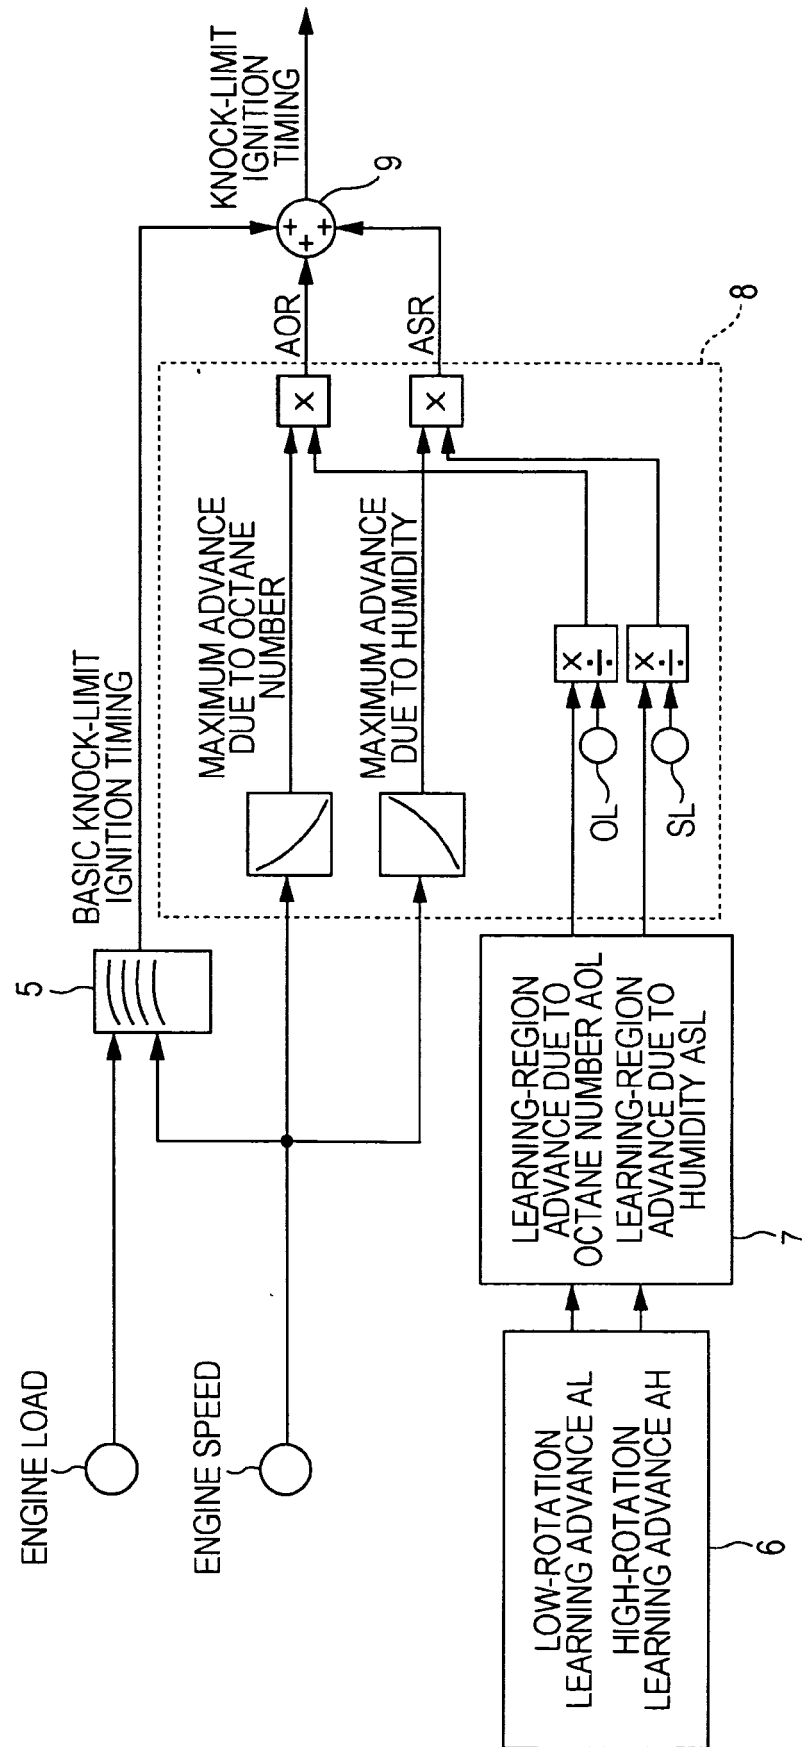 ENGINE LOAD
ENGINE SPEED
5
BASIC KNOCK-LIMIT
IGNITION TIMING
KNOCK-LIMIT
IGNITION
TIMING
+
+
+
9
MAXIMUM ADVANCE
DUE TO OCTANE
NUMBER
X
AOR
MAXIMUM ADVANCE
DUE TO HUMIDITY
X
ASR
8
LOW-ROTATION
LEARNING ADVANCE AL
HIGH-ROTATION
LEARNING ADVANCE AH
6
LEARNING-REGION
ADVANCE DUE TO
OCTANE NUMBER AOL
LEARNING-REGION
ADVANCE DUE TO
HUMIDITY ASL
7
OL
X
÷
SL
X
÷